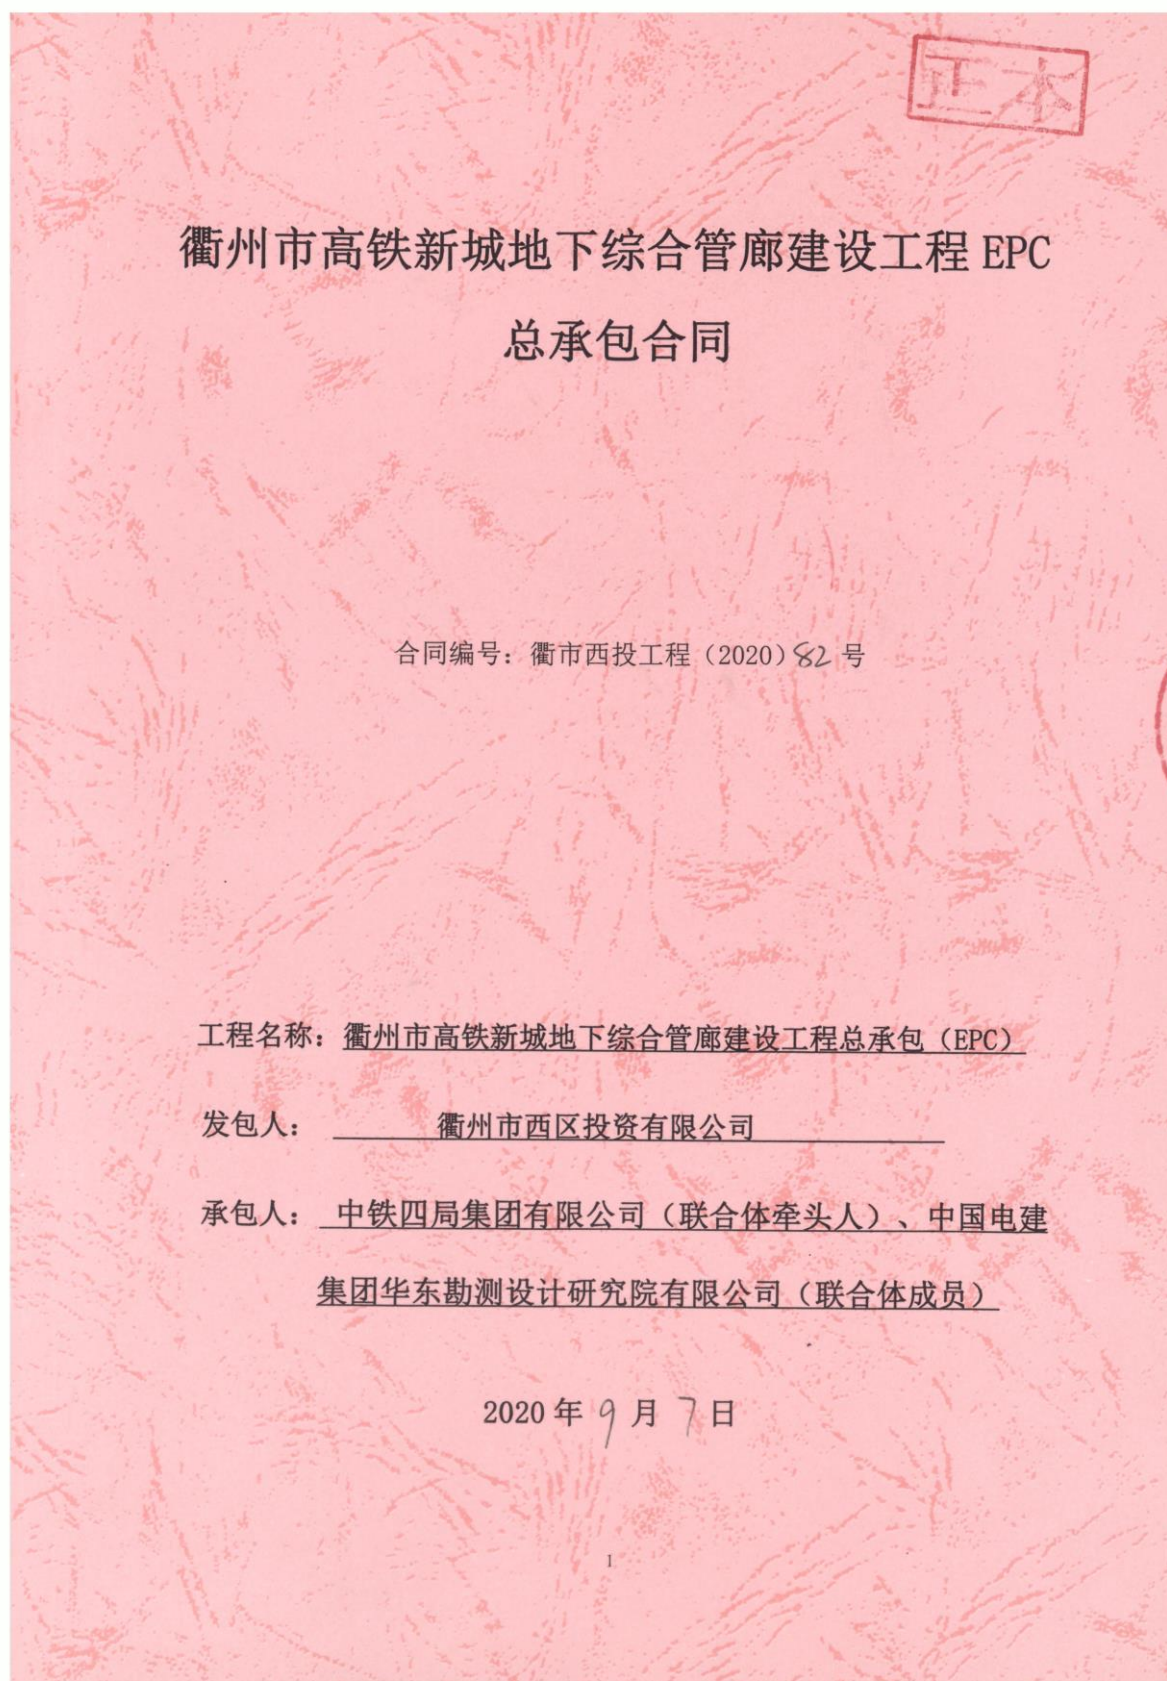 正本
衢州市高铁新城地下综合管廊建设工程 EPC
总承包合同
合同编号：衢市西投工程（2020）82 号
工程名称：衢州市高铁新城地下综合管廊建设工程总承包（EPC）
发包人： 衢州市西区投资有限公司
承包人： 中铁四局集团有限公司（联合体牵头人）、中国电建
集团华东勘测设计研究院有限公司（联合体成员）
2020 年 9 月 7 日
1